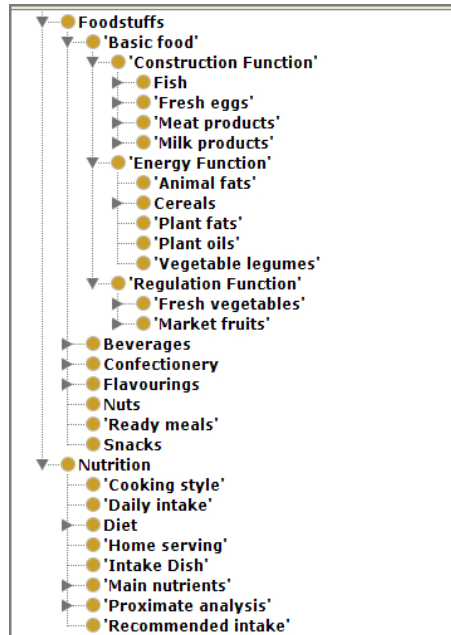 Foodstuffs
'Basic food'
'Construction Function'
Fish
'Fresh eggs'
'Meat products'
'Milk products'
'Energy Function'
'Animal fats'
Cereals
'Plant fats'
'Plant oils'
'Vegetable legumes'
'Regulation Function'
'Fresh vegetables'
'Market fruits'
Beverages
Confectionery
Flavourings
Nuts
'Ready meals'
Snacks
Nutrition
'Cooking style'
'Daily intake'
Diet
'Home serving'
'Intake Dish'
'Main nutrients'
'Proximate analysis'
'Recommended intake'